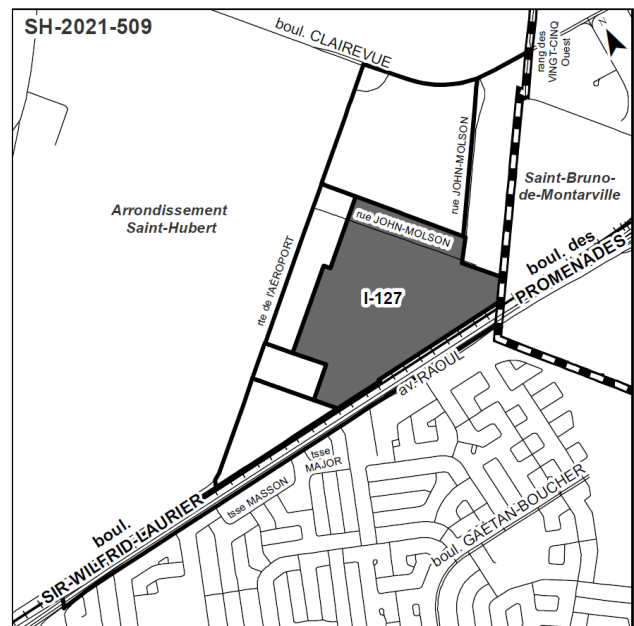 SH-2021-509
boul. CLAIREVUE
rang des
VINGT-CINQ
Ouest
N
Arrondissement
Saint-Hubert
rue JOHN-MOLSON
Saint-Bruno-
de-Montarville
rue JOHN-MOLSON
rte de l'AÉROPORT
I-127
boul. des
PROMENADES
av. RAOUL
tsse
MAJOR
tsse MASSON
boul. GAÉTAN-BOUCHER
boul.
SIR-WILFRID-LAURIER